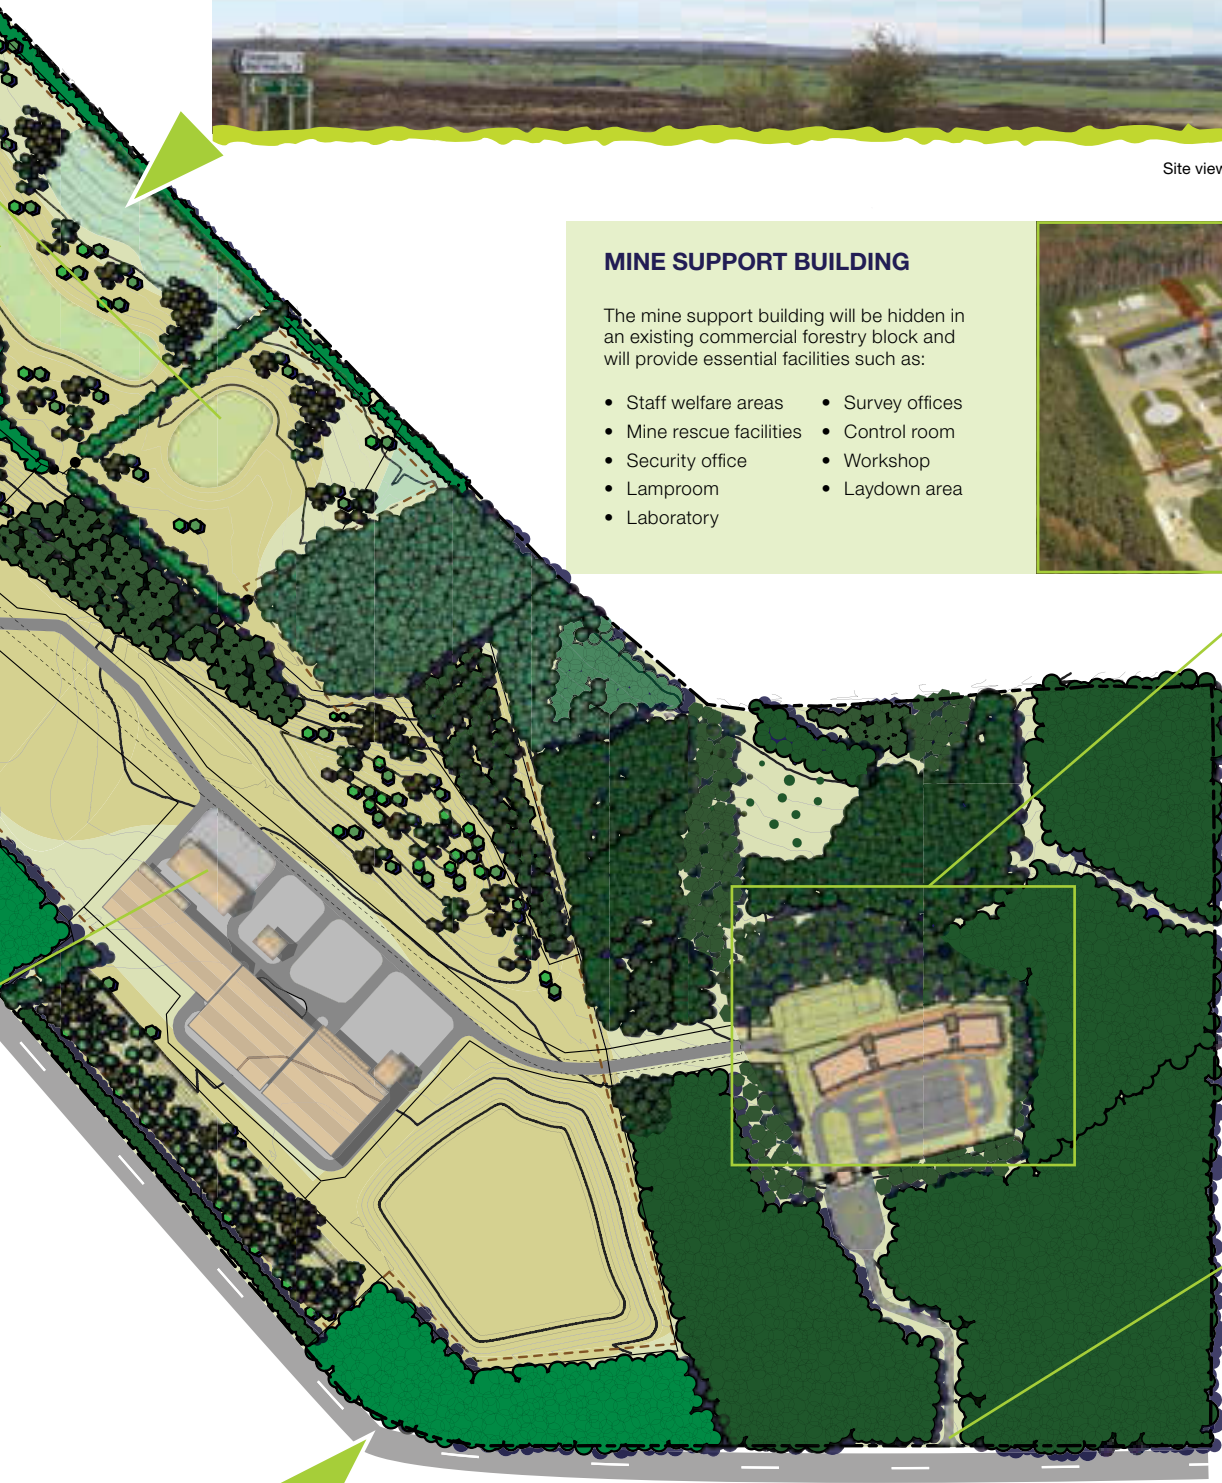 Site view
MINE SUPPORT BUILDING
The mine support building will be hidden in
an existing commercial forestry block and
will provide essential facilities such as:
• Staff welfare areas
• Mine rescue facilities
• Security office
• Lamproom
• Laboratory
• Survey offices
• Control room
• Workshop
• Laydown area